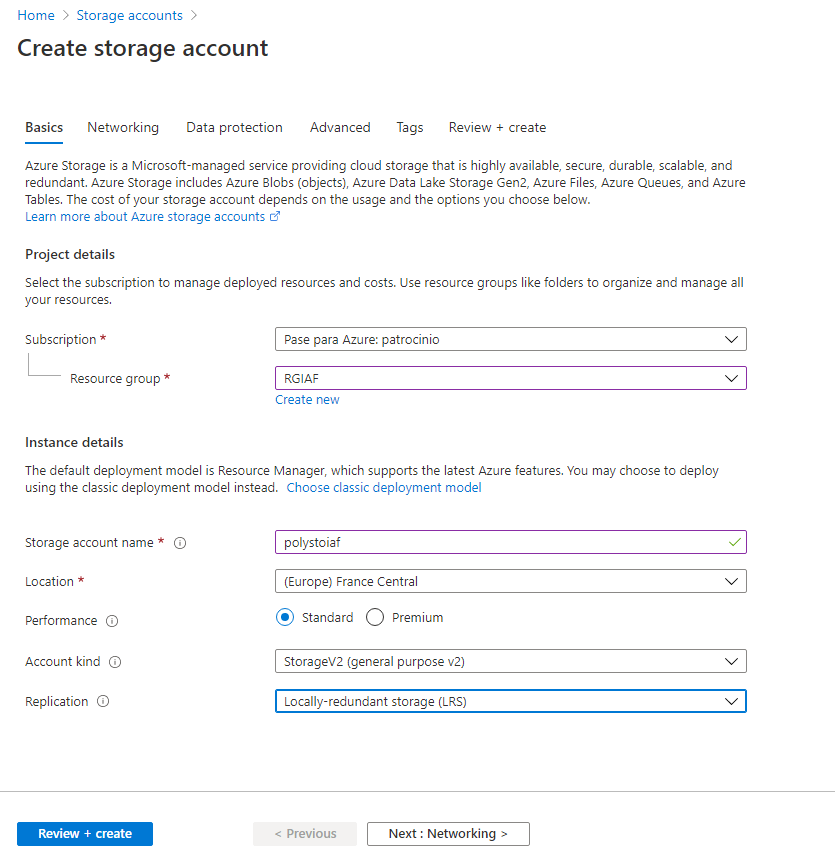 Home > Storage accounts >
Create storage account
Basics Networking Data protection Advanced Tags Review + create
Azure Storage is a Microsoft-managed service providing cloud storage that is highly available, secure, durable, scalable, and
redundant. Azure Storage includes Azure Blobs (objects), Azure Data Lake Storage Gen2, Azure Files, Azure Queues, and Azure
Tables. The cost of your storage account depends on the usage and the options you choose below.
Learn more about Azure storage accounts
Project details
Select the subscription to manage deployed resources and costs. Use resource groups like folders to organize and manage all
your resources.
Subscription * Pase para Azure: patrocinio
Resource group * RGIAF
Create new
Instance details
The default deployment model is Resource Manager, which supports the latest Azure features. You may choose to deploy
using the classic deployment model instead. Choose classic deployment model
Storage account name * polystoiaf
Location * (Europe) France Central
Performance Standard Premium
Account kind StorageV2 (general purpose v2)
Replication Locally-redundant storage (LRS)
Review + create < Previous Next : Networking >